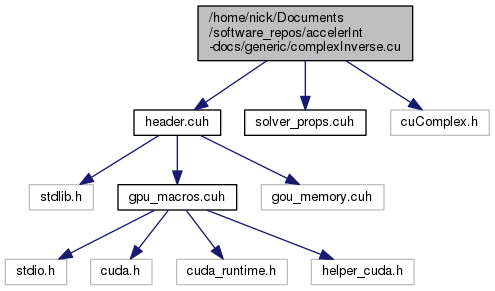 /home/nick/Documents
/software_repos/accelerInt
-docs/generic/complexInverse.cu
header.cuh
solver_props.cuh
cuComplex.h
stdlib.h
gpu_macros.cuh
gou_memory.cuh
stdio.h
cuda.h
cuda_runtime.h
helper_cuda.h